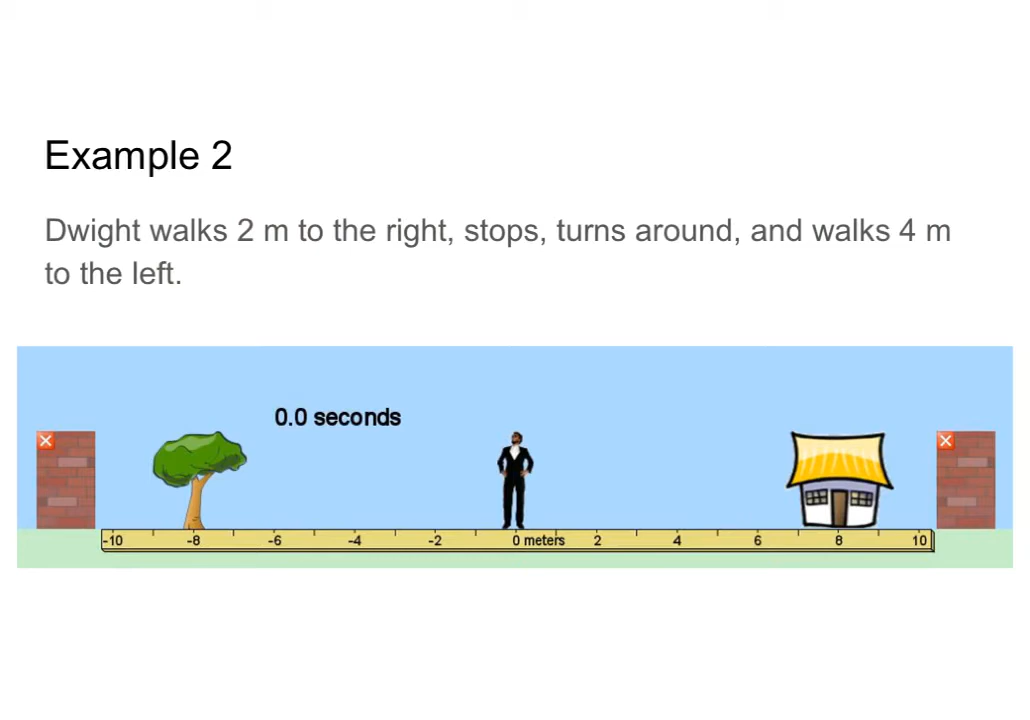 Example 2
Dwight walks 2 m to the right, stops, turns around, and walks 4 m
to the left.
0.0 seconds
-10 -8 -6 -4 -2 0 meters 2 4 6 8 10